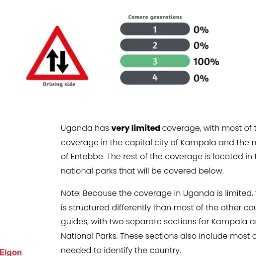 Camera generations
1 0%
2 0%
3 100%
4 0%
Driving side
Uganda has very limited coverage, with most of
coverage in the capital city of Kampala and the
of Entebbe. The rest of the coverage is located in
national parks that will be covered below.
Note: Because the coverage in Uganda is limited,
is structured differently than most of the other
guides, with two separate sections for Kampala
National Parks. These sections also include most
needed to identify the country.
Elgon